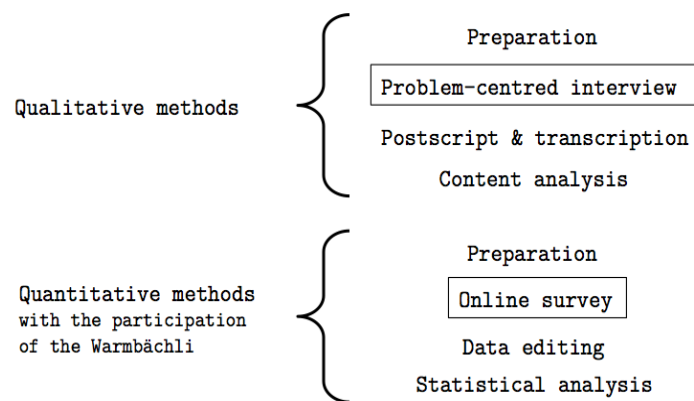 Preparation
Problem-centred interview
Qualitative methods
Postscript & transcription
Content analysis
Preparation
Quantitative methods
Online survey
with the participation
of the Warmbächli
Data editing
Statistical analysis